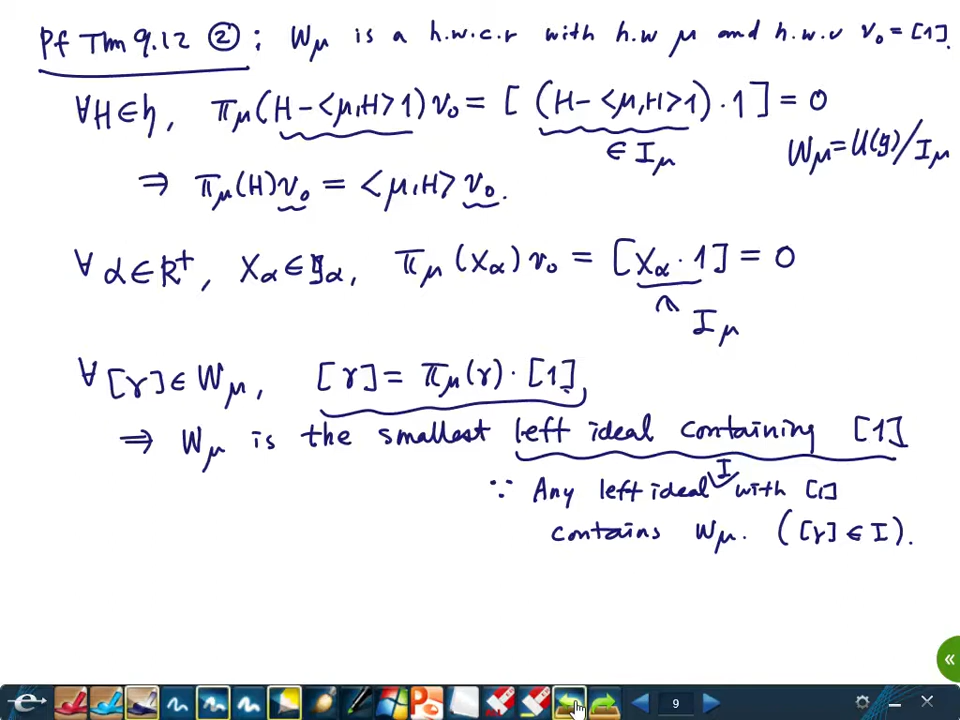 Pf Thm 9.12 ② : Wμ is a h.w.c.r with h.w μ and h.w.v v₀ = [1].
∀H∈𝔥, πμ(H-<μ,H>1)v₀ = [(H-<μ,H>1)·1] = 0
∈ Iμ Wμ = U(𝔤)/Iμ
⇒ πμ(H)v₀ = <μ,H> v₀.
∀ α∈R⁺, Xα∈𝔤α, πμ(Xα)v₀ = [Xα·1] = 0
∈ Iμ
∀ [γ]∈Wμ, [γ] = πμ(γ)·[1],
⇒ Wμ is the smallest left ideal containing [1]
∵ Any left ideal I with [1]
contains Wμ. ([γ] ∈ I).
9